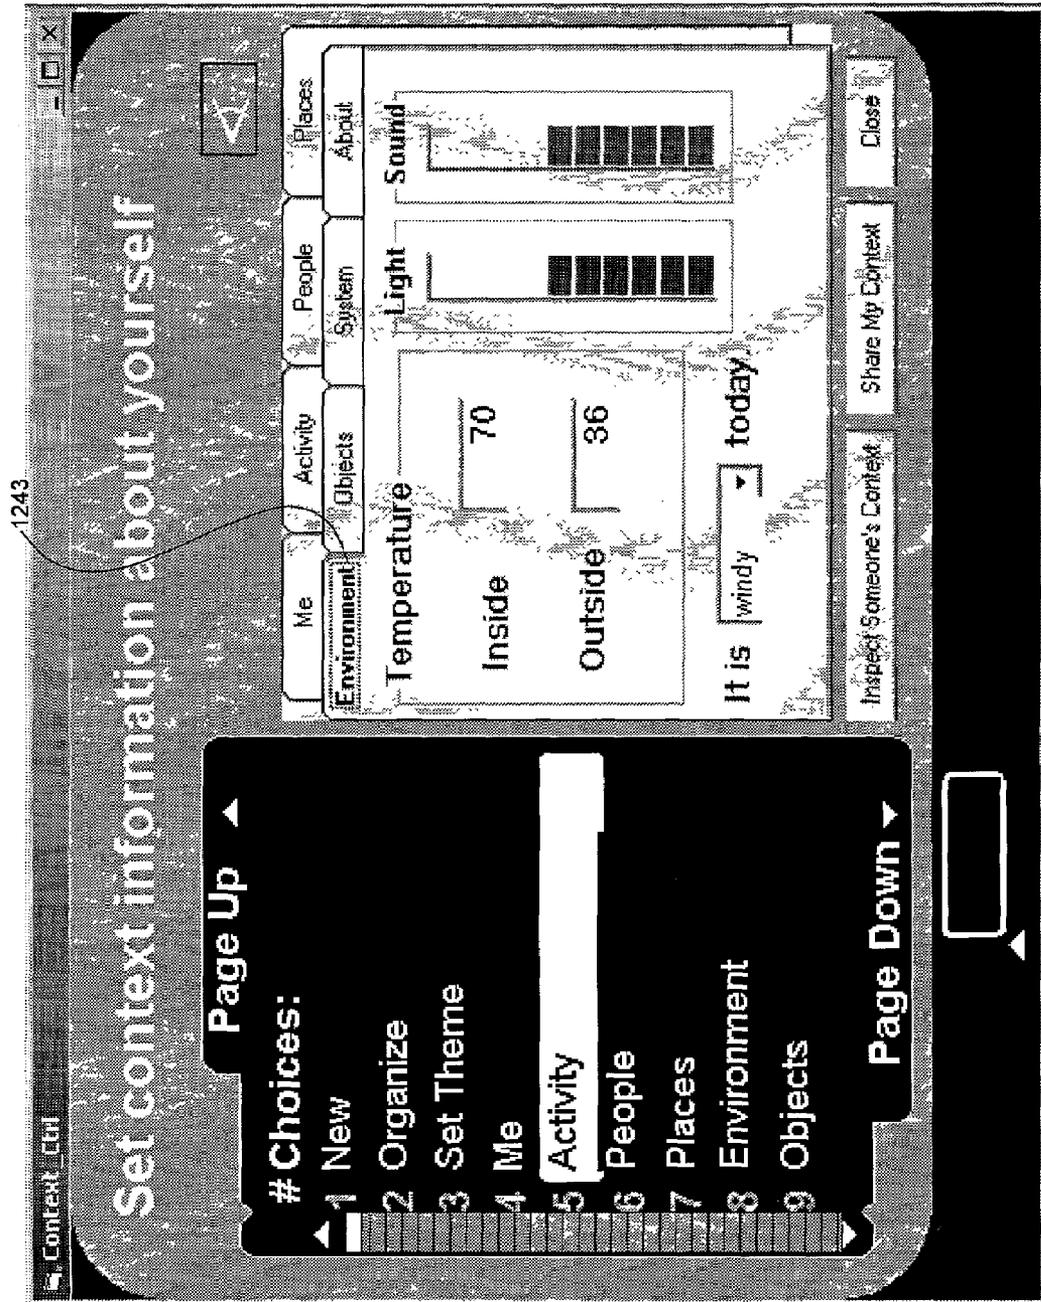 1243
Context_Ctrl
Set context information about yourself
Page Up
# Choices:
1 New
2 Organize
3 Set Theme
4 Me
5 Activity
6 People
7 Places
8 Environment
9 Objects
Page Down
Me Activity People Places
Environment Objects System About
Temperature Light Sound
Inside 70
Outside 36
It is windy today.
Inspect Someone's Context Share My Context Close